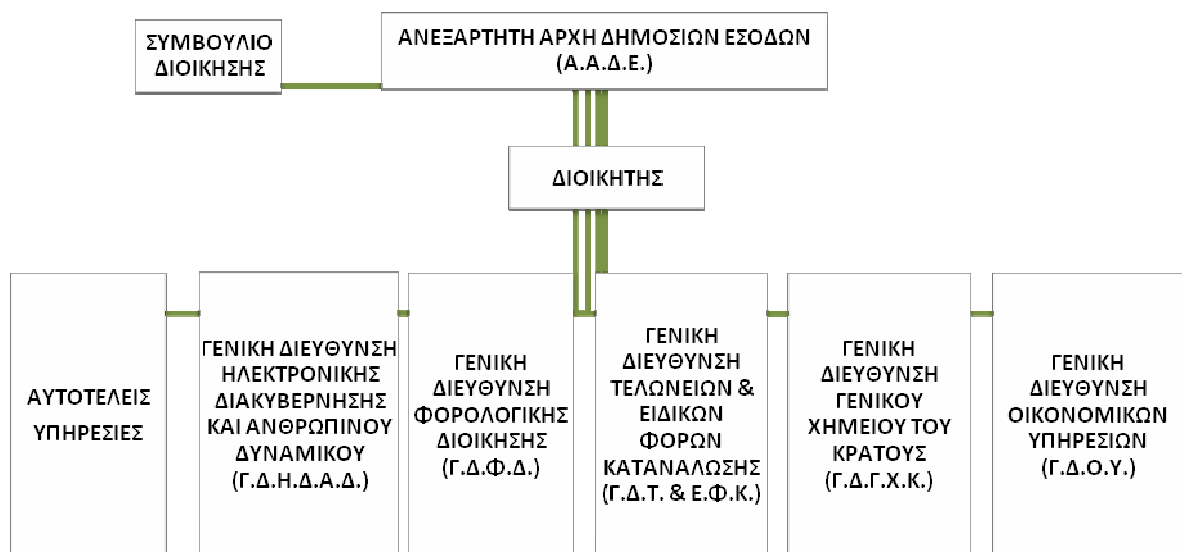 ΣΥΜΒΟΥΛΙΟ
ΔΙΟΙΚΗΣΗΣ
ΑΝΕΞΑΡΤΗΤΗ ΑΡΧΗ ΔΗΜΟΣΙΩΝ ΕΣΟΔΩΝ
(Α.Α.Δ.Ε.)
ΔΙΟΙΚΗΤΗΣ
ΑΥΤΟΤΕΛΕΙΣ
ΥΠΗΡΕΣΙΕΣ
ΓΕΝΙΚΗ ΔΙΕΥΘΥΝΣΗ
ΗΛΕΚΤΡΟΝΙΚΗΣ
ΔΙΑΚΥΒΕΡΝΗΣΗΣ
ΚΑΙ ΑΝΘΡΩΠΙΝΟΥ
ΔΥΝΑΜΙΚΟΥ
(Γ.Δ.Η.Δ.Α.Δ.)
ΓΕΝΙΚΗ
ΔΙΕΥΘΥΝΣΗ
ΦΟΡΟΛΟΓΙΚΗΣ
ΔΙΟΙΚΗΣΗΣ
(Γ.Δ.Φ.Δ.)
ΓΕΝΙΚΗ
ΔΙΕΥΘΥΝΣΗ
ΤΕΛΩΝΕΙΩΝ &
ΕΙΔΙΚΩΝ
ΦΟΡΩΝ
ΚΑΤΑΝΑΛΩΣΗΣ
(Γ.Δ.Τ. & Ε.Φ.Κ.)
ΓΕΝΙΚΗ
ΔΙΕΥΘΥΝΣΗ
ΓΕΝΙΚΟΥ
ΧΗΜΕΙΟΥ ΤΟΥ
ΚΡΑΤΟΥΣ
(Γ.Δ.Γ.Χ.Κ.)
ΓΕΝΙΚΗ
ΔΙΕΥΘΥΝΣΗ
ΟΙΚΟΝΟΜΙΚΩΝ
ΥΠΗΡΕΣΙΩΝ
(Γ.Δ.Ο.Υ.)